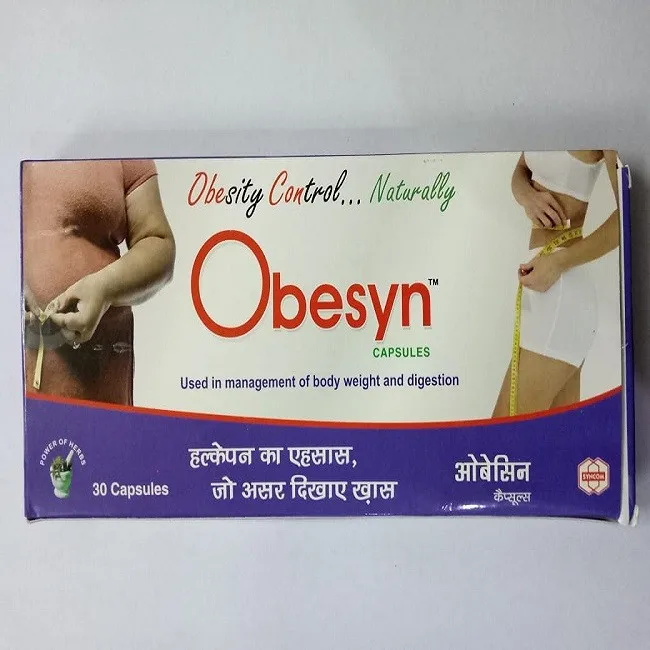 Obesity Control... Naturally
Obesyn™
CAPSULES
Used in management of body weight and digestion
POWER OF HERBS
30 Capsules
हल्केपन का एहसास,
जो असर दिखाए ख़ास
ओबेसिन
कैप्सूल्स
SYNCOM